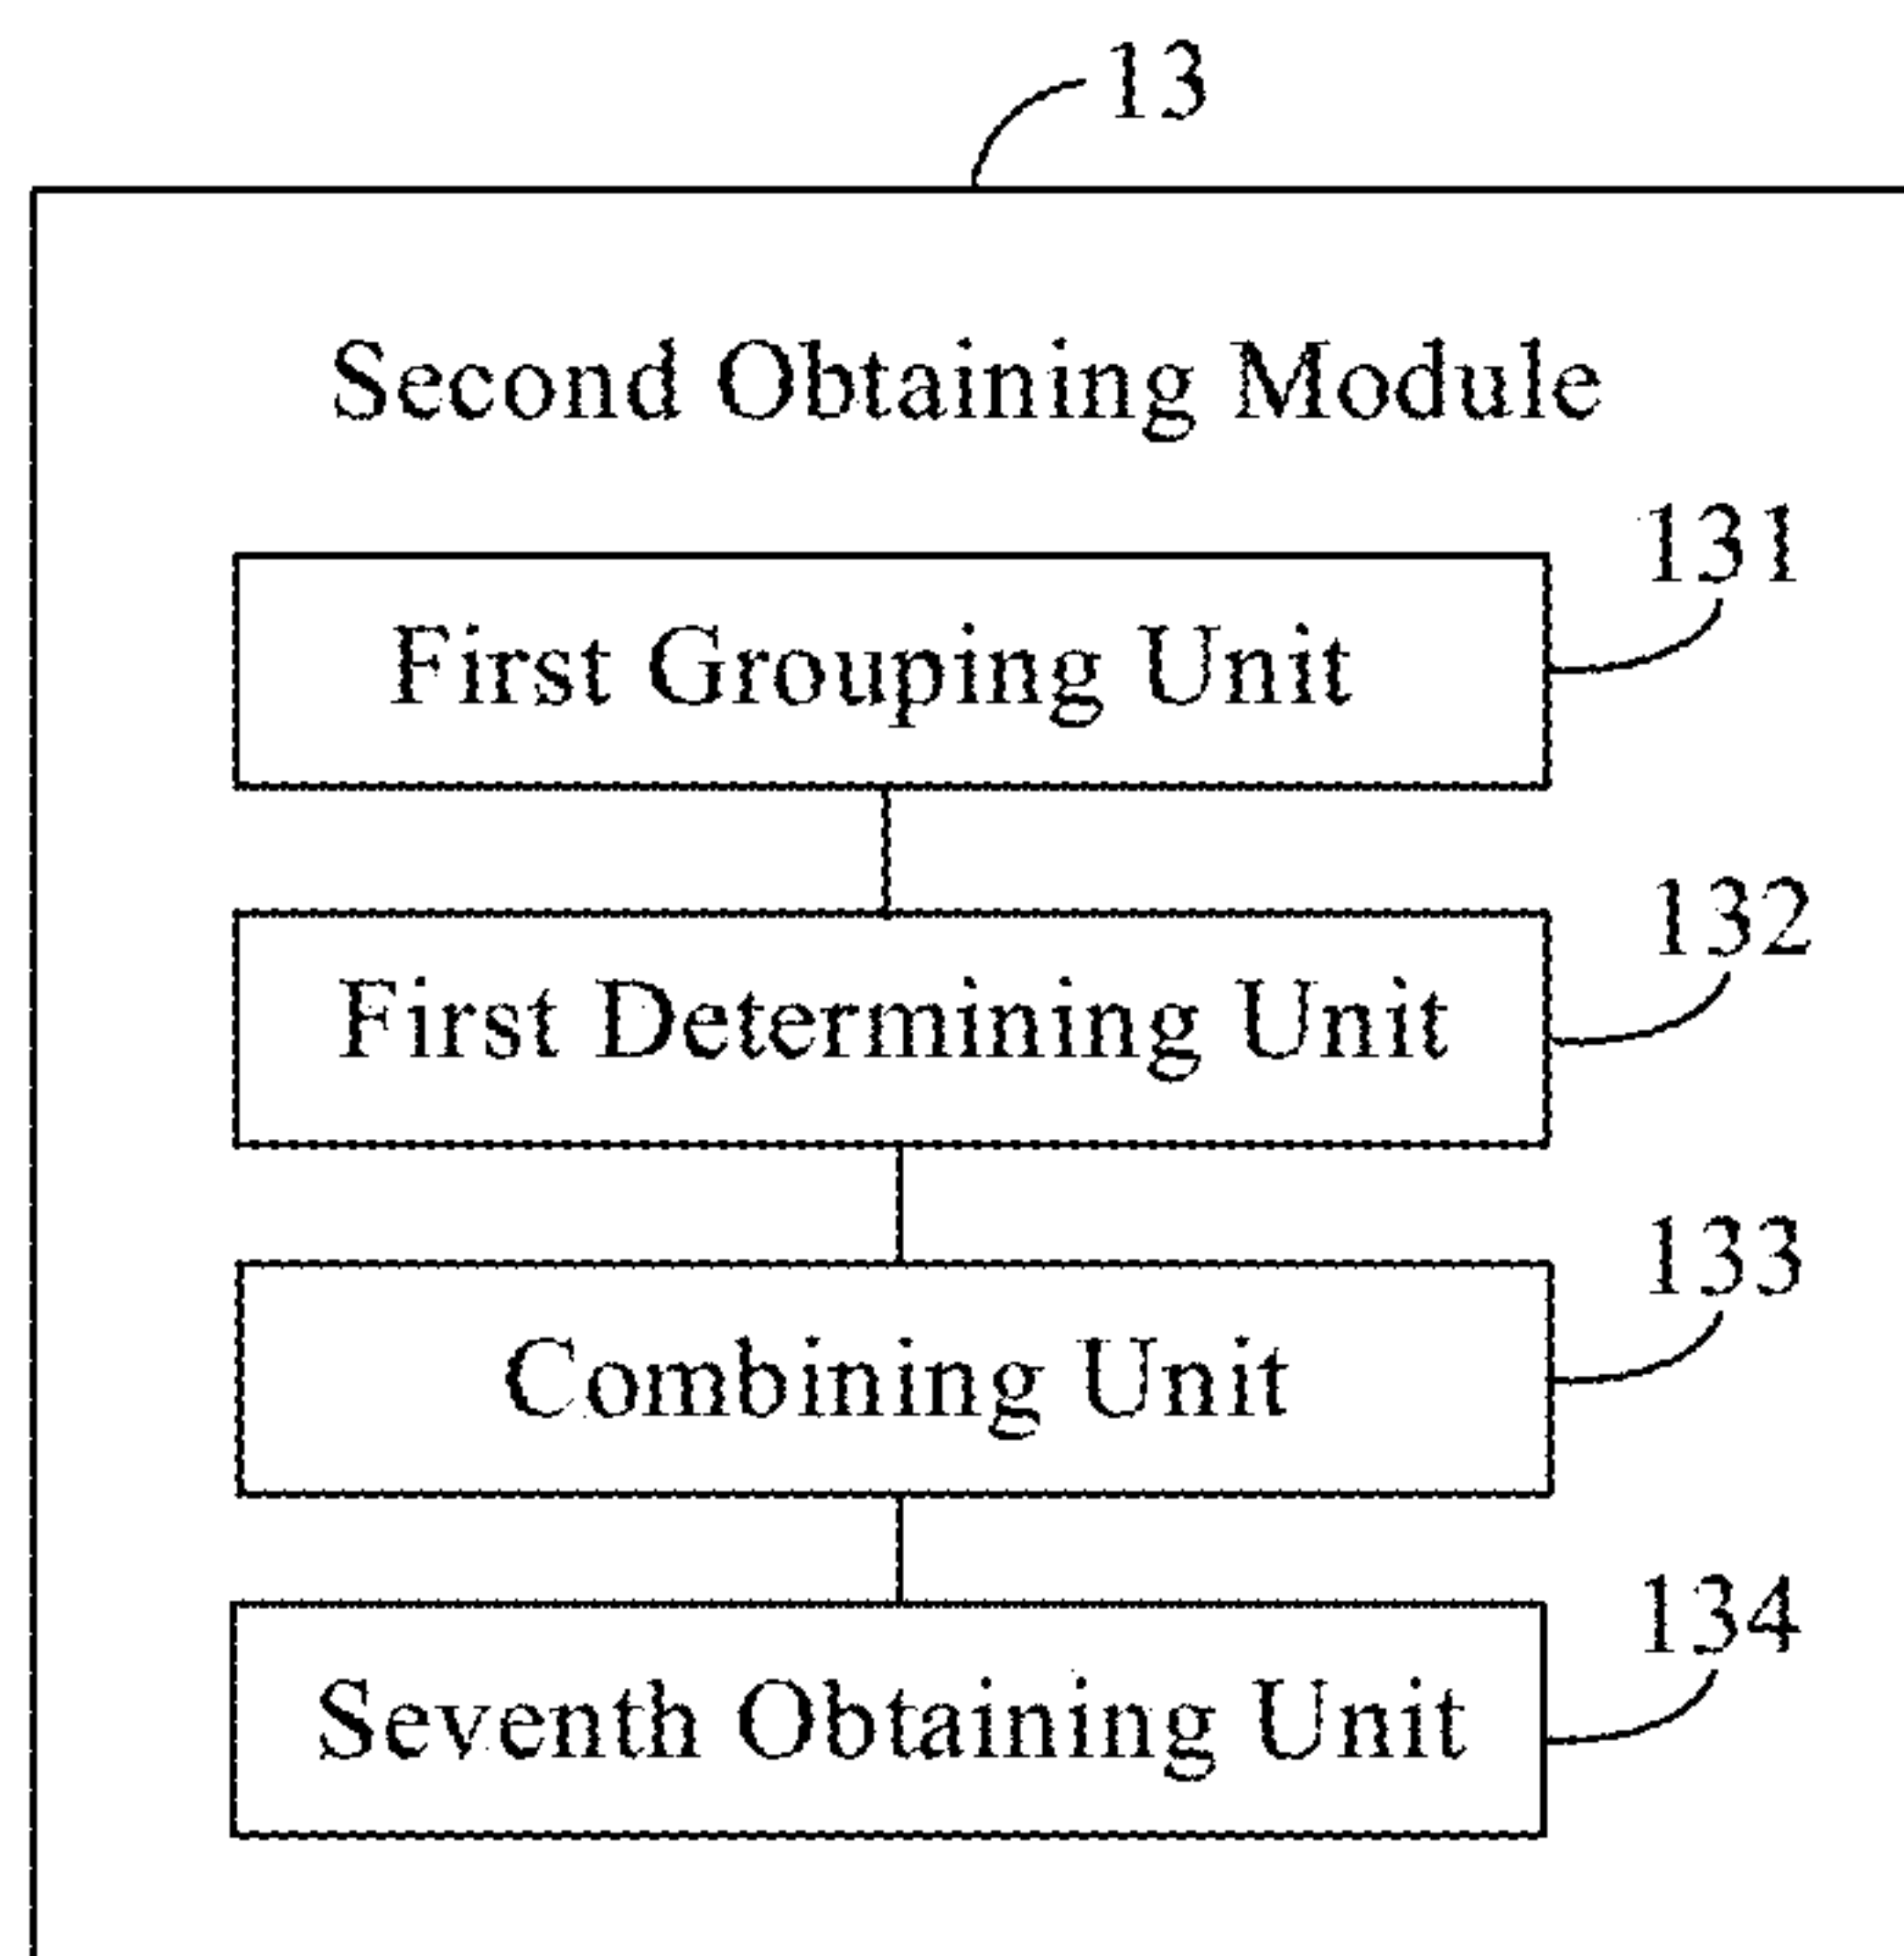 13
Second Obtaining Module
131
First Grouping Unit
132
First Determining Unit
133
Combining Unit
134
Seventh Obtaining Unit